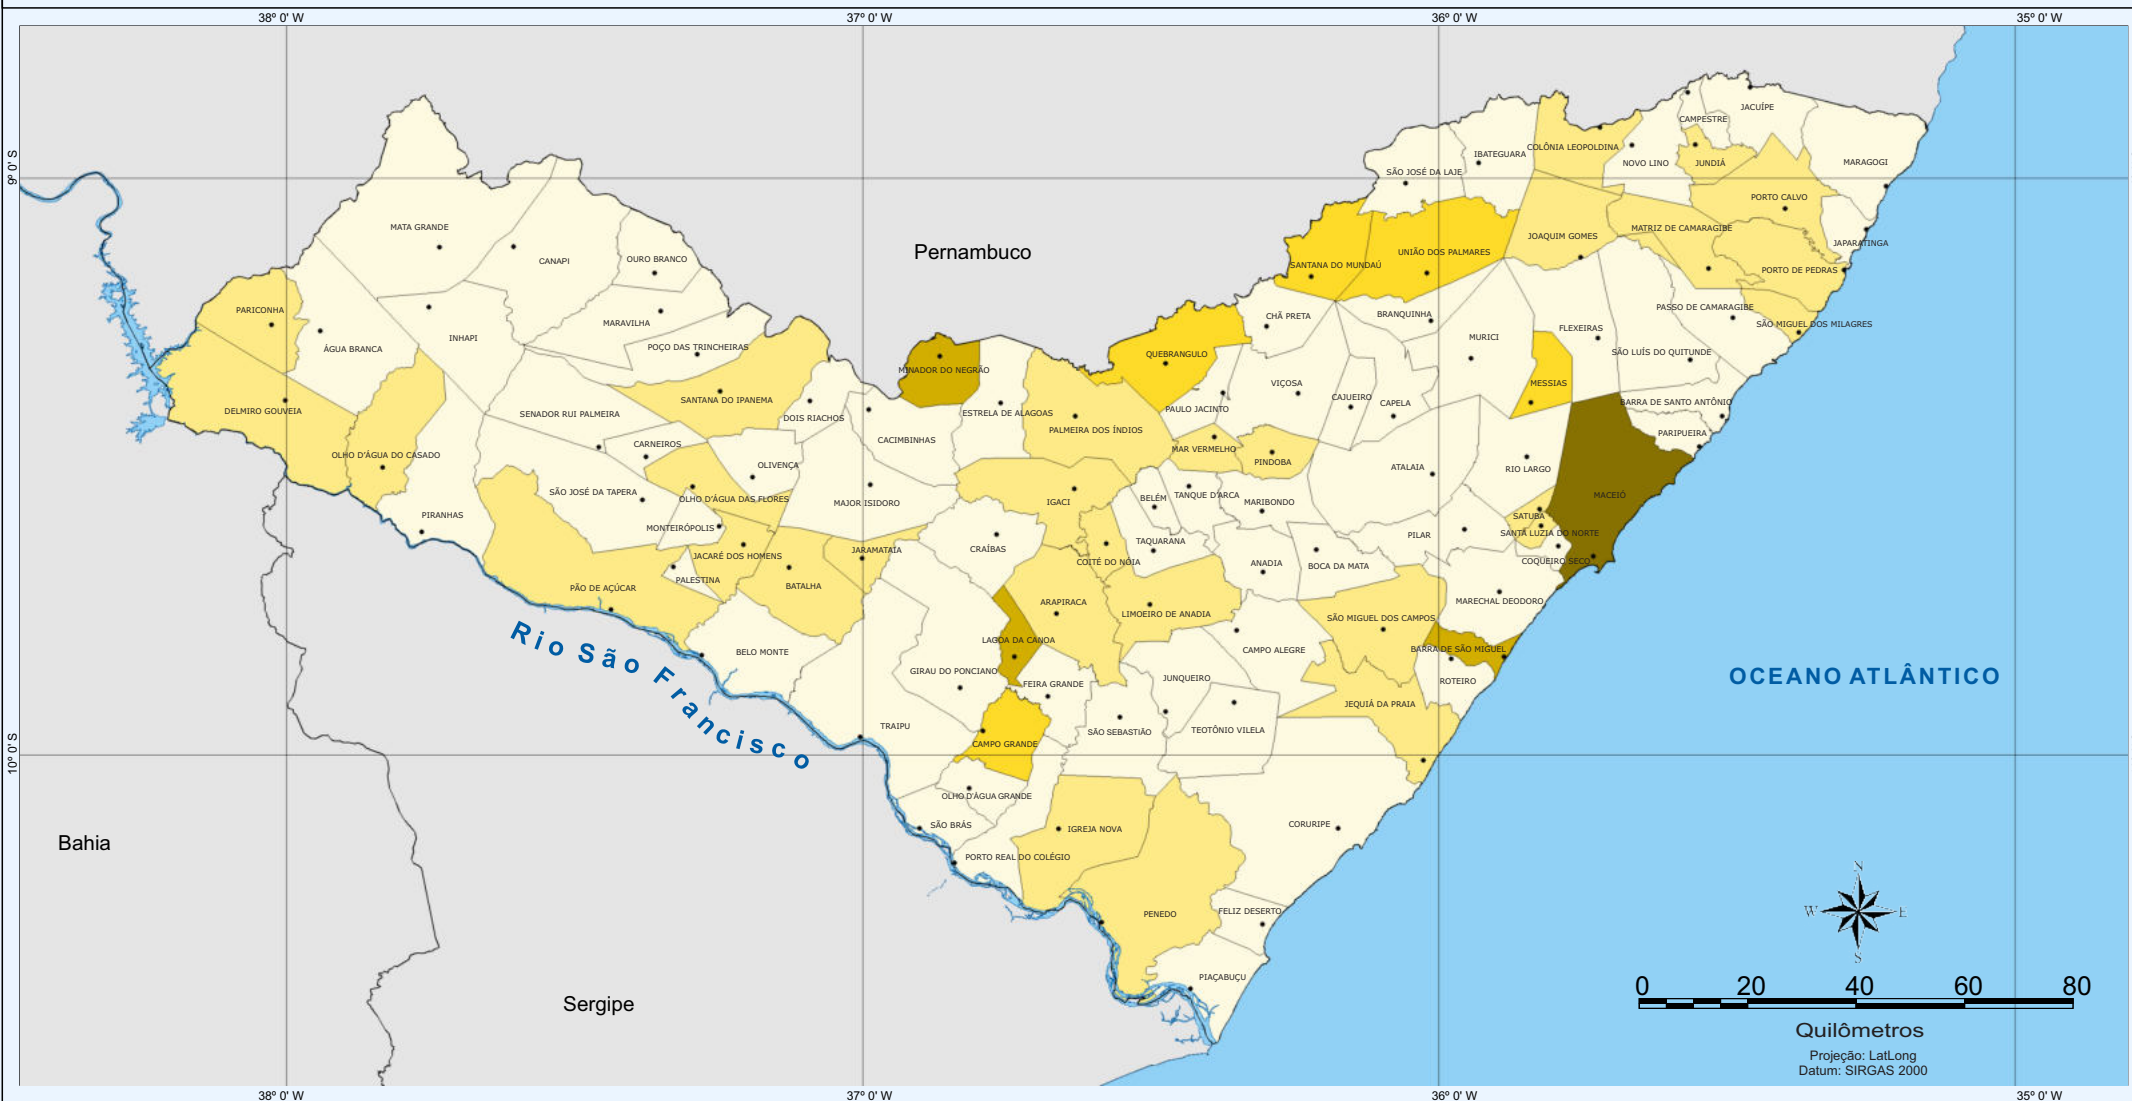 38° 0' W
37° 0' W
36° 0' W
35° 0' W
9° 0' S
10° 0' S
JACUÍPE
CAMPESTRE
COLÔNIA LEOPOLDINA
IBATEGUARA
NOVO LINO
JUNDIÁ
MARAGOGI
SÃO JOSÉ DA LAJE
PORTO CALVO
MATA GRANDE
MATRIZ DE CAMARAGIBE
JOAQUIM GOMES
JAPARATINGA
Pernambuco
UNIÃO DOS PALMARES
CANAPI
OURO BRANCO
SANTANA DO MUNDAÚ
PORTO DE PEDRAS
PASSO DE CAMARAGIBE
PARICONHA
CHÃ PRETA
BRANQUINHA
MARAVILHA
SÃO MIGUEL DOS MILAGRES
FLEXEIRAS
INHAPI
MURICI
ÁGUA BRANCA
POÇO DAS TRINCHEIRAS
QUEBRANGULO
SÃO LUÍS DO QUITUNDE
MINADOR DO NEGRÃO
VIÇOSA
MESSIAS
SANTANA DO IPANEMA
CAJUEIRO
CAPELA
BARRA DE SANTO ANTÔNIO
DELMIRO GOUVEIA
SENADOR RUI PALMEIRA
DOIS RIACHOS
ESTRELA DE ALAGOAS
PAULO JACINTO
PALMEIRA DOS ÍNDIOS
PARIPUEIRA
CACIMBINHAS
CARNEIROS
MAR VERMELHO
OLHO D'ÁGUA DO CASADO
PINDOBA
OLIVENÇA
ATALAIA
RIO LARGO
SÃO JOSÉ DA TAPERA
OLHO D'ÁGUA DAS FLORES
MAJOR ISIDORO
IGACI
BELÉM
TANQUE D'ARCA
MARIBONDO
MACEIÓ
PIRANHAS
MONTEIRÓPOLIS
SATUBA
SANTA LUZIA DO NORTE
PILAR
CRAÍBAS
TAQUARANA
JACARÉ DOS HOMENS
JARAMATAIA
COITÉ DO NÓIA
ANADIA
BOCA DA MATA
COQUEIRO SECO
PALESTINA
PÃO DE AÇÚCAR
BATALHA
ARAPIRACA
LIMOEIRO DE ANADIA
MARECHAL DEODORO
SÃO MIGUEL DOS CAMPOS
LAGOA DA CANOA
Rio São Francisco
BELO MONTE
CAMPO ALEGRE
BARRA DE SÃO MIGUEL
GIRAU DO PONCIANO
FEIRA GRANDE
JUNQUEIRO
ROTEIRO
OCEANO ATLÂNTICO
JEQUIÁ DA PRAIA
TRAIPU
SÃO SEBASTIÃO
TEOTÔNIO VILELA
CAMPO GRANDE
OLHO D'ÁGUA GRANDE
SÃO BRÁS
IGREJA NOVA
CORURIPE
Bahia
PORTO REAL DO COLÉGIO
PENEDO
FELIZ DESERTO
N
W
E
S
PIAÇABUÇU
Sergipe
0 20 40 60 80
Quilômetros
Projeção: LatLong
Datum: SIRGAS 2000
38° 0' W
37° 0' W
36° 0' W
35° 0' W